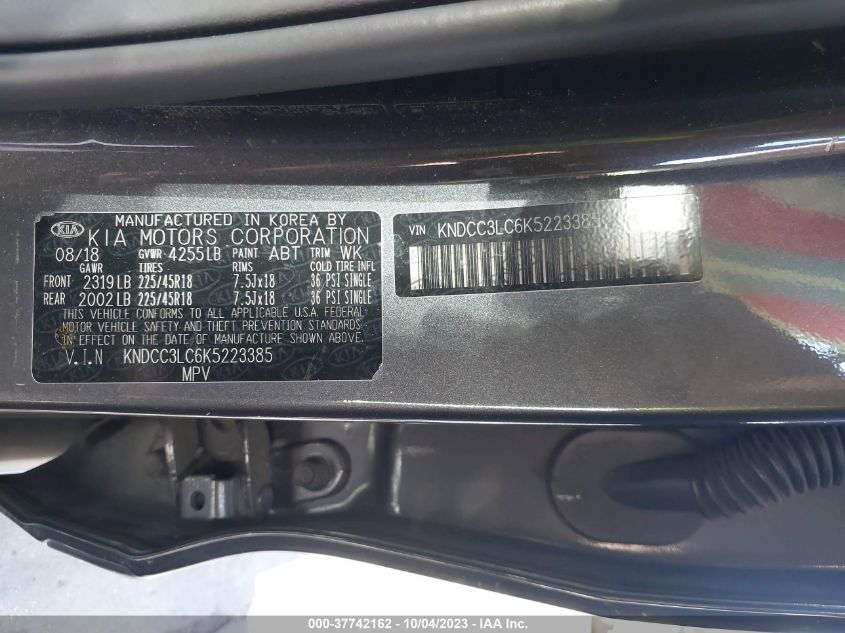 MANUFACTURED IN KOREA BY
KIA KIA MOTORS CORPORATION
08/18 GVWR 4255LB PAINT ABT TRIM WK
GAWR TIRES RIMS COLD TIRE INFL
FRONT 2319LB 225/45R18 7.5Jx18 36 PSI SINGLE
REAR 2002LB 225/45R18 7.5Jx18 36 PSI SINGLE
THIS VEHICLE CONFORMS TO ALL APPLICABLE U.S.A. FEDERAL
MOTOR VEHICLE SAFETY AND THEFT PREVENTION STANDARDS
IN EFFECT ON THE DATE OF MANUFACTURE SHOWN ABOVE.
V.I.N KNDCC3LC6K5223385
MPV
VIN KNDCC3LC6K5223385
000-37742162 - 10/04/2023 - IAA Inc.